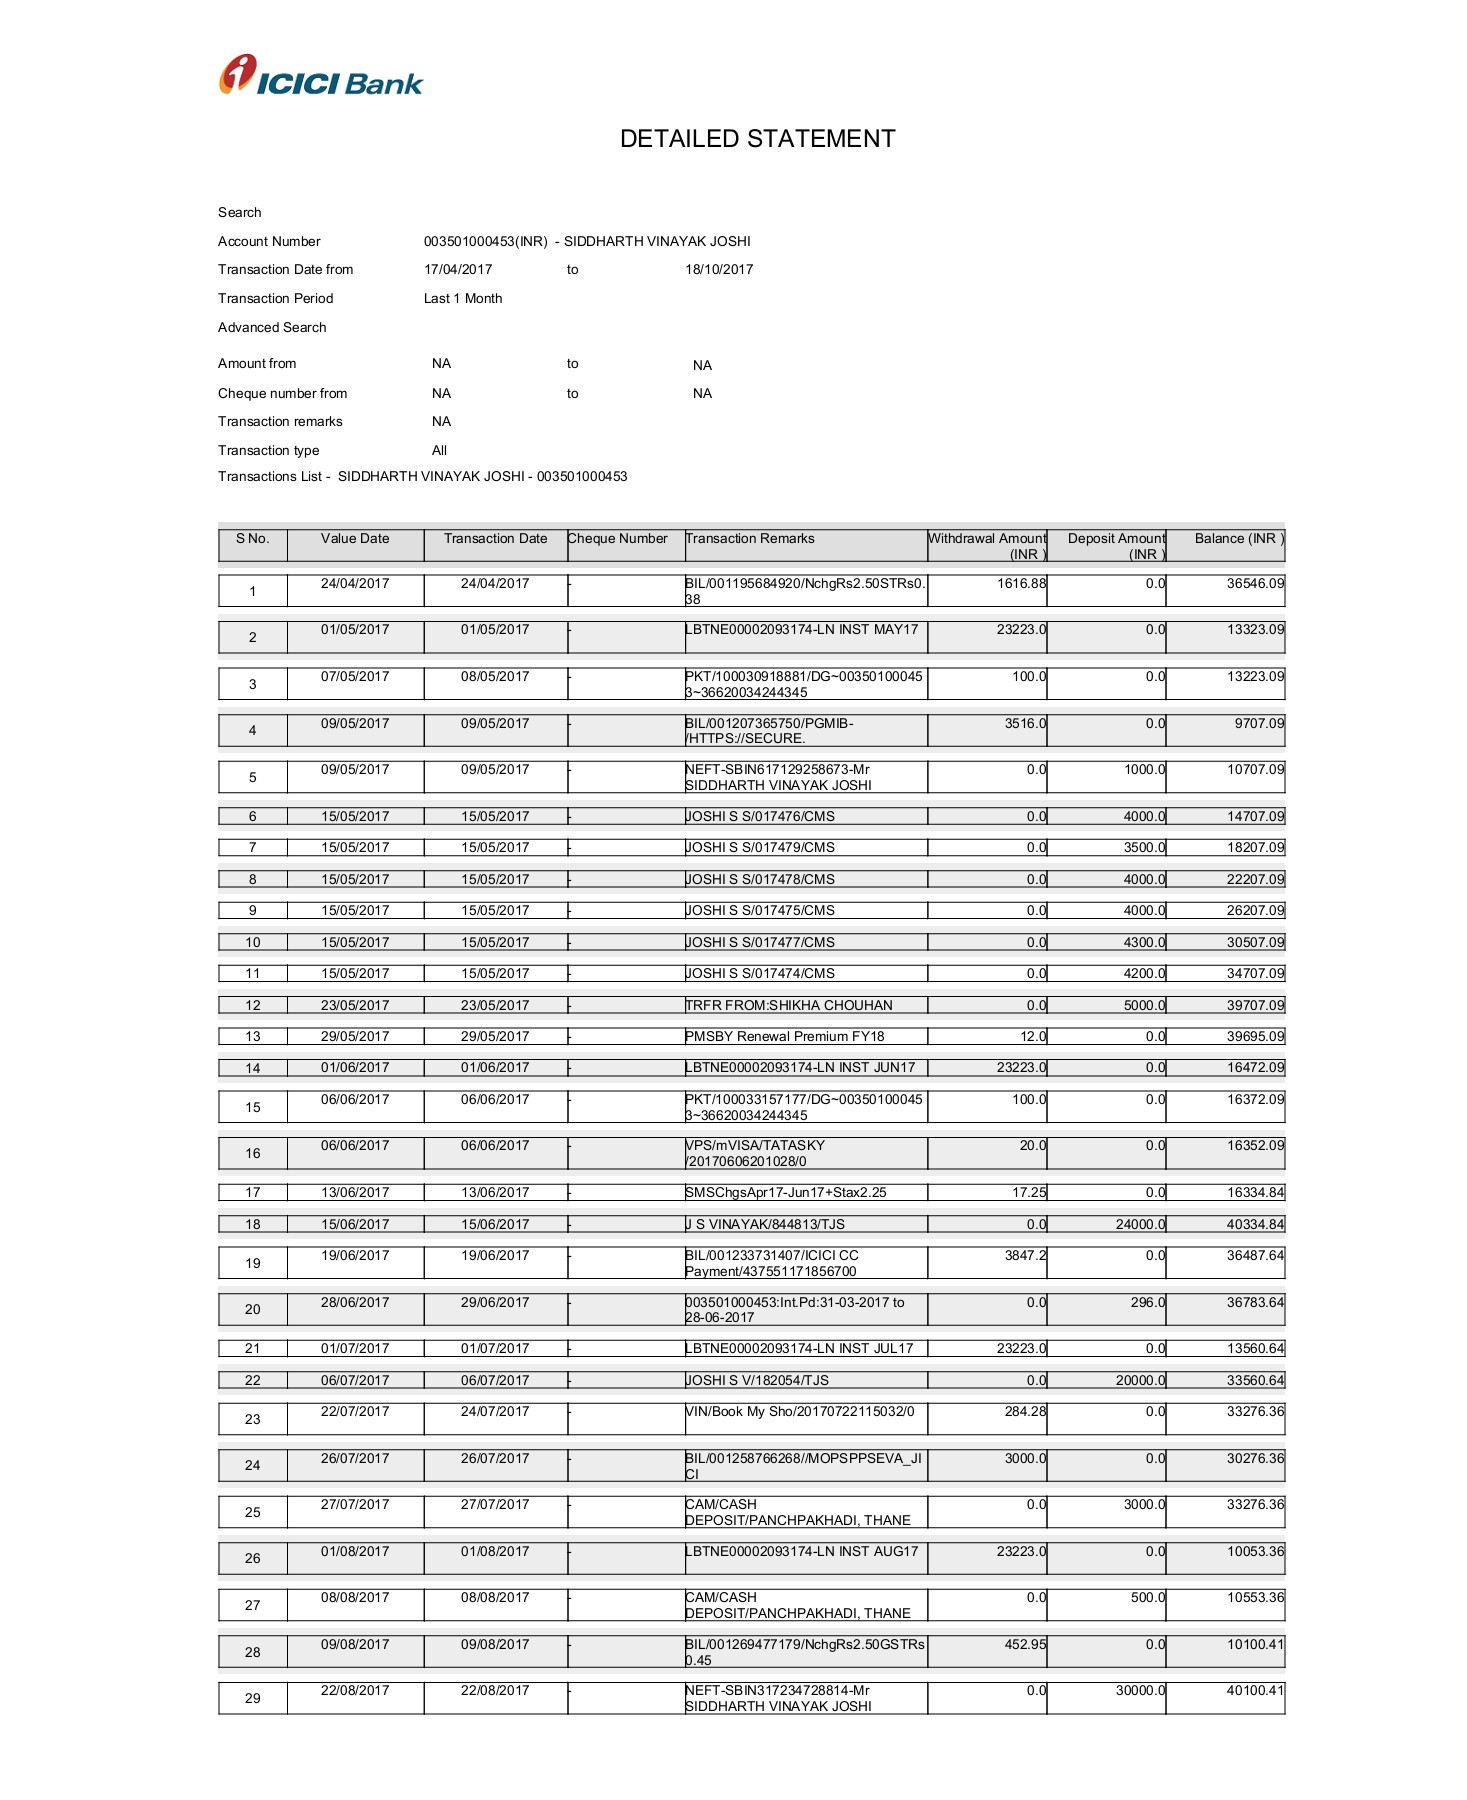 ICICI Bank
DETAILED STATEMENT
Search
Account Number 003501000453(INR) - SIDDHARTH VINAYAK JOSHI
Transaction Date from 17/04/2017 to 18/10/2017
Transaction Period Last 1 Month
Advanced Search
Amount from NA to NA
Cheque number from NA to NA
Transaction remarks NA
Transaction type All
Transactions List - SIDDHARTH VINAYAK JOSHI - 003501000453
S No. Value Date Transaction Date Cheque Number Transaction Remarks Withdrawal Amount Deposit Amount Balance (INR )
(INR ) (INR )
1 24/04/2017 24/04/2017 - BIL/001195684920/NchgRs2.50STRs0. 1616.88 0.0 36546.09
38
2 01/05/2017 01/05/2017 - LBTNE00002093174-LN INST MAY17 23223.0 0.0 13323.09
3 07/05/2017 08/05/2017 - PKT/100030918881/DG~00350100045 100.0 0.0 13223.09
3~36620034244345
4 09/05/2017 09/05/2017 - BIL/001207365750/PGMIB- 3516.0 0.0 9707.09
/HTTPS://SECURE.
5 09/05/2017 09/05/2017 - NEFT-SBIN617129258673-Mr 0.0 1000.0 10707.09
SIDDHARTH VINAYAK JOSHI
6 15/05/2017 15/05/2017 - JOSHI S S/017476/CMS 0.0 4000.0 14707.09
7 15/05/2017 15/05/2017 - JOSHI S S/017479/CMS 0.0 3500.0 18207.09
8 15/05/2017 15/05/2017 - JOSHI S S/017478/CMS 0.0 4000.0 22207.09
9 15/05/2017 15/05/2017 - JOSHI S S/017475/CMS 0.0 4000.0 26207.09
10 15/05/2017 15/05/2017 - JOSHI S S/017477/CMS 0.0 4300.0 30507.09
11 15/05/2017 15/05/2017 - JOSHI S S/017474/CMS 0.0 4200.0 34707.09
12 23/05/2017 23/05/2017 - TRFR FROM:SHIKHA CHOUHAN 0.0 5000.0 39707.09
13 29/05/2017 29/05/2017 - PMSBY Renewal Premium FY18 12.0 0.0 39695.09
14 01/06/2017 01/06/2017 - LBTNE00002093174-LN INST JUN17 23223.0 0.0 16472.09
15 06/06/2017 06/06/2017 - PKT/100033157177/DG~00350100045 100.0 0.0 16372.09
3~36620034244345
16 06/06/2017 06/06/2017 - VPS/mVISA/TATASKY 20.0 0.0 16352.09
/20170606201028/0
17 13/06/2017 13/06/2017 - SMSChgsApr17-Jun17+Stax2.25 17.25 0.0 16334.84
18 15/06/2017 15/06/2017 - J S VINAYAK/844813/TJS 0.0 24000.0 40334.84
19 19/06/2017 19/06/2017 - BIL/001233731407/ICICI CC 3847.2 0.0 36487.64
Payment/437551171856700
20 28/06/2017 29/06/2017 - 003501000453:Int.Pd:31-03-2017 to 0.0 296.0 36783.64
28-06-2017
21 01/07/2017 01/07/2017 - LBTNE00002093174-LN INST JUL17 23223.0 0.0 13560.64
22 06/07/2017 06/07/2017 - JOSHI S V/182054/TJS 0.0 20000.0 33560.64
23 22/07/2017 24/07/2017 - VIN/Book My Sho/20170722115032/0 284.28 0.0 33276.36
24 26/07/2017 26/07/2017 - BIL/001258766268//MOPSPPSEVA_JI 3000.0 0.0 30276.36
CI
25 27/07/2017 27/07/2017 - CAM/CASH 0.0 3000.0 33276.36
DEPOSIT/PANCHPAKHADI, THANE
26 01/08/2017 01/08/2017 - LBTNE00002093174-LN INST AUG17 23223.0 0.0 10053.36
27 08/08/2017 08/08/2017 - CAM/CASH 0.0 500.0 10553.36
DEPOSIT/PANCHPAKHADI, THANE
28 09/08/2017 09/08/2017 - BIL/001269477179/NchgRs2.50GSTRs 452.95 0.0 10100.41
0.45
29 22/08/2017 22/08/2017 - NEFT-SBIN317234728814-Mr 0.0 30000.0 40100.41
SIDDHARTH VINAYAK JOSHI